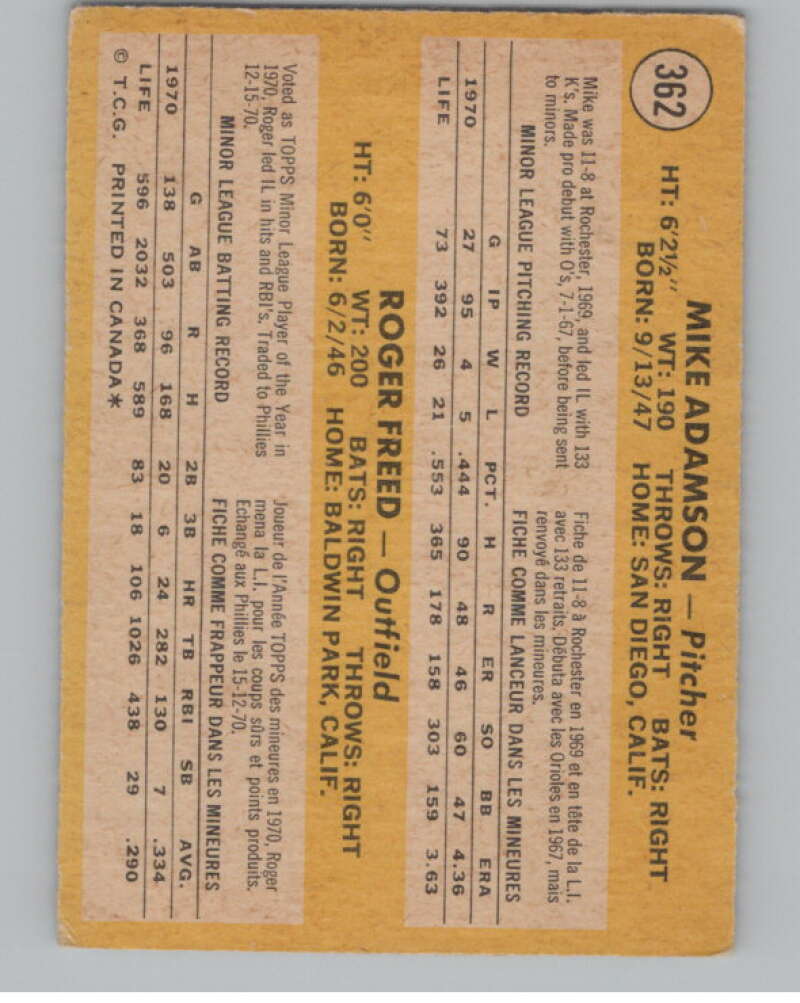 362
MIKE ADAMSON — Pitcher
HT: 6'2½" WT: 190 THROWS: RIGHT BATS: RIGHT
BORN: 9/13/47 HOME: SAN DIEGO, CALIF.
Mike was 11-8 at Rochester, 1969, and led IL with 133
K's. Made pro debut with O's, 7-1-67, before being sent
to minors.
Fiche de 11-8 à Rochester en 1969 et en tête de la L.I.
avec 133 retraits. Débuta avec les Orioles en 1967, mais
renvoyé dans les mineures.
MINOR LEAGUE PITCHING RECORD FICHE COMME LANCEUR DANS LES MINEURES
G IP W L PCT. H R ER SO BB ERA
1970 27 95 4 5 .444 90 48 46 60 47 4.36
LIFE 73 392 26 21 .553 365 178 158 303 159 3.63
ROGER FREED — Outfield
HT: 6'0" WT: 200 BATS: RIGHT THROWS: RIGHT
BORN: 6/2/46 HOME: BALDWIN PARK, CALIF.
Voted as TOPPS Minor League Player of the Year in
1970, Roger led IL in hits and RBI's. Traded to Phillies
12-15-70.
Joueur de l'Année TOPPS des mineures en 1970, Roger
mena la L.I. pour les coups sûrs et points produits.
Echangé aux Phillies le 15-12-70.
MINOR LEAGUE BATTING RECORD FICHE COMME FRAPPEUR DANS LES MINEURES
G AB R H 2B 3B HR TB RBI SB AVG.
1970 138 503 96 168 20 6 24 282 130 7 .334
LIFE 596 2032 368 589 83 18 106 1026 438 29 .290
© T.C.G. PRINTED IN CANADA*